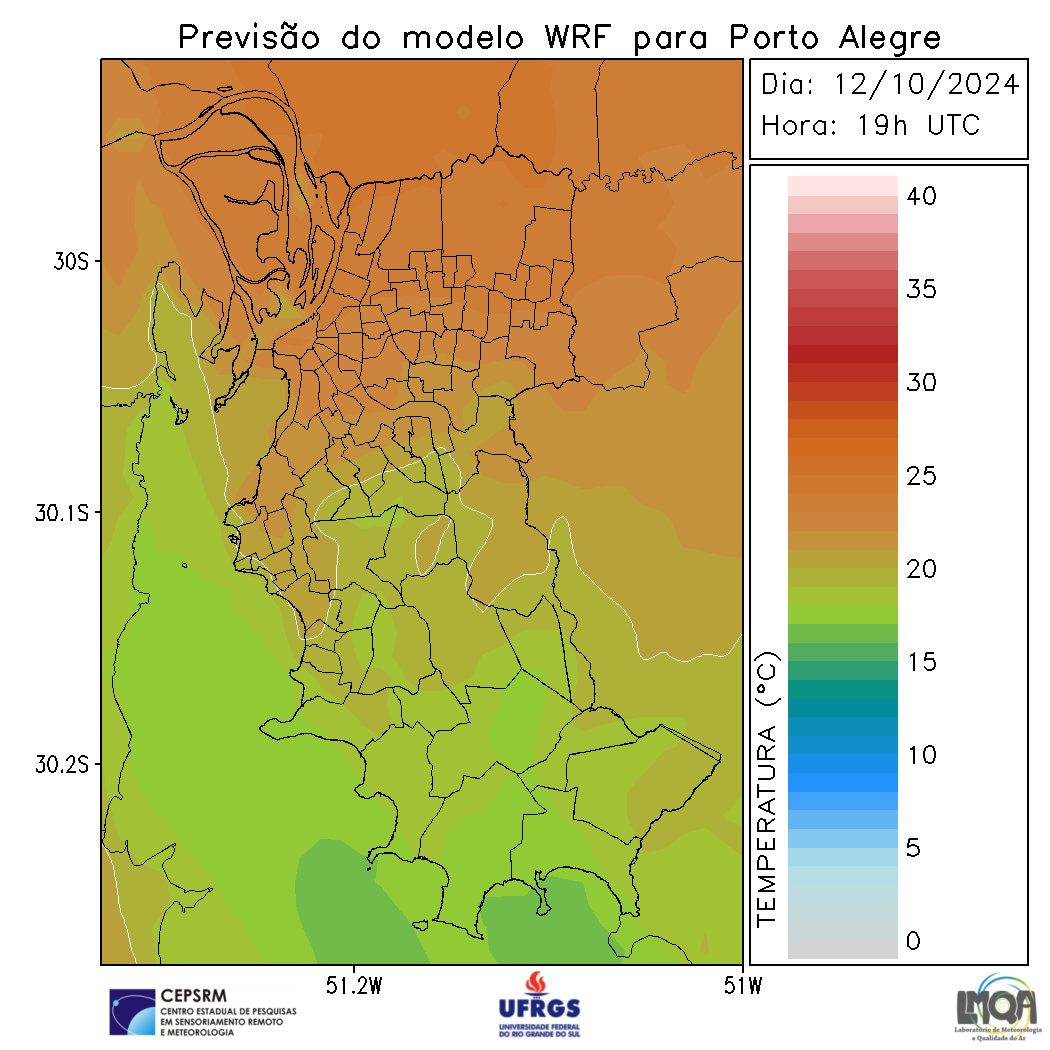 Previsão do modelo WRF para Porto Alegre
Dia: 12/10/2024
Hora: 19h UTC
30S
30.1S
30.2S
51.2W
51W
40
35
30
25
20
15
10
5
0
TEMPERATURA (°C)
CEPSRM
CENTRO ESTADUAL DE PESQUISAS
EM SENSORIAMENTO REMOTO
E METEOROLOGIA
UFRGS
UNIVERSIDADE FEDERAL
DO RIO GRANDE DO SUL
LMQA
Laboratório de Meteorologia
e Qualidade do Ar